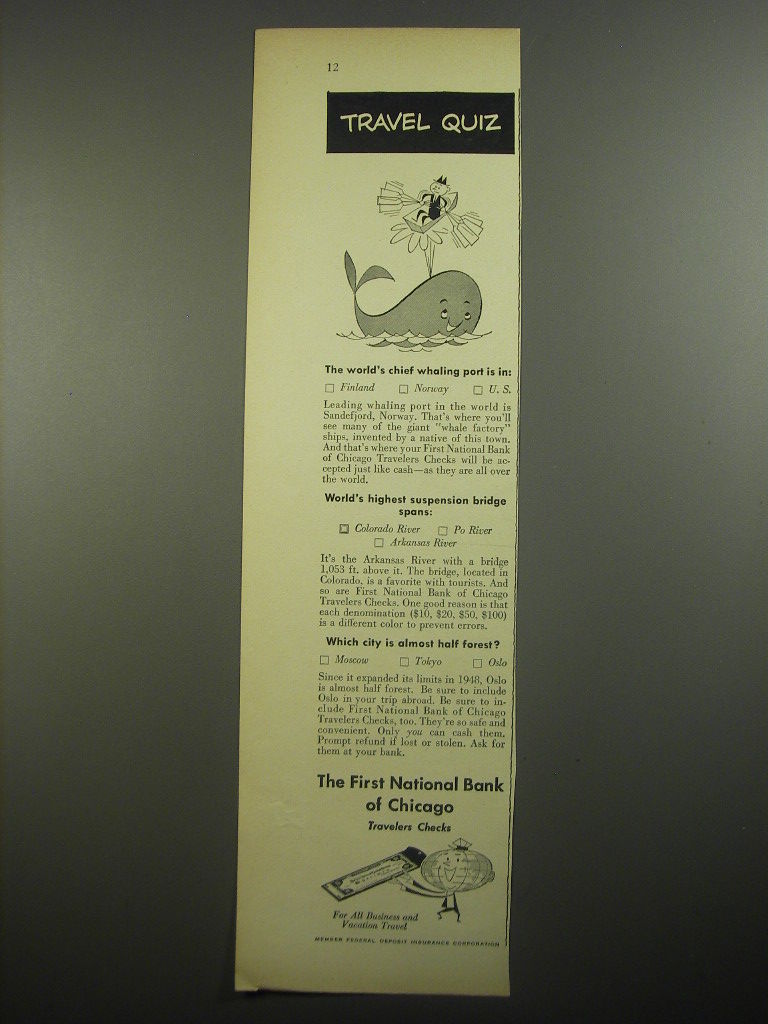 12
TRAVEL QUIZ
The world's chief whaling port is in:
☐ Finland ☐ Norway ☐ U. S.
Leading whaling port in the world is
Sandefjord, Norway. That's where you'll
see many of the giant "whale factory"
ships, invented by a native of this town.
And that's where your First National Bank
of Chicago Travelers Checks will be ac-
cepted just like cash—as they are all over
the world.
World's highest suspension bridge
spans:
☐ Colorado River ☐ Po River
☐ Arkansas River
It's the Arkansas River with a bridge
1,053 ft. above it. The bridge, located in
Colorado, is a favorite with tourists. And
so are First National Bank of Chicago
Travelers Checks. One good reason is that
each denomination ($10, $20, $50, $100)
is a different color to prevent errors.
Which city is almost half forest?
☐ Moscow ☐ Tokyo ☐ Oslo
Since it expanded its limits in 1948, Oslo
is almost half forest. Be sure to include
Oslo in your trip abroad. Be sure to in-
clude First National Bank of Chicago
Travelers Checks, too. They're so safe and
convenient. Only you can cash them.
Prompt refund if lost or stolen. Ask for
them at your bank.
The First National Bank
of Chicago
Travelers Checks
For All Business and
Vacation Travel
MEMBER FEDERAL DEPOSIT INSURANCE CORPORATION